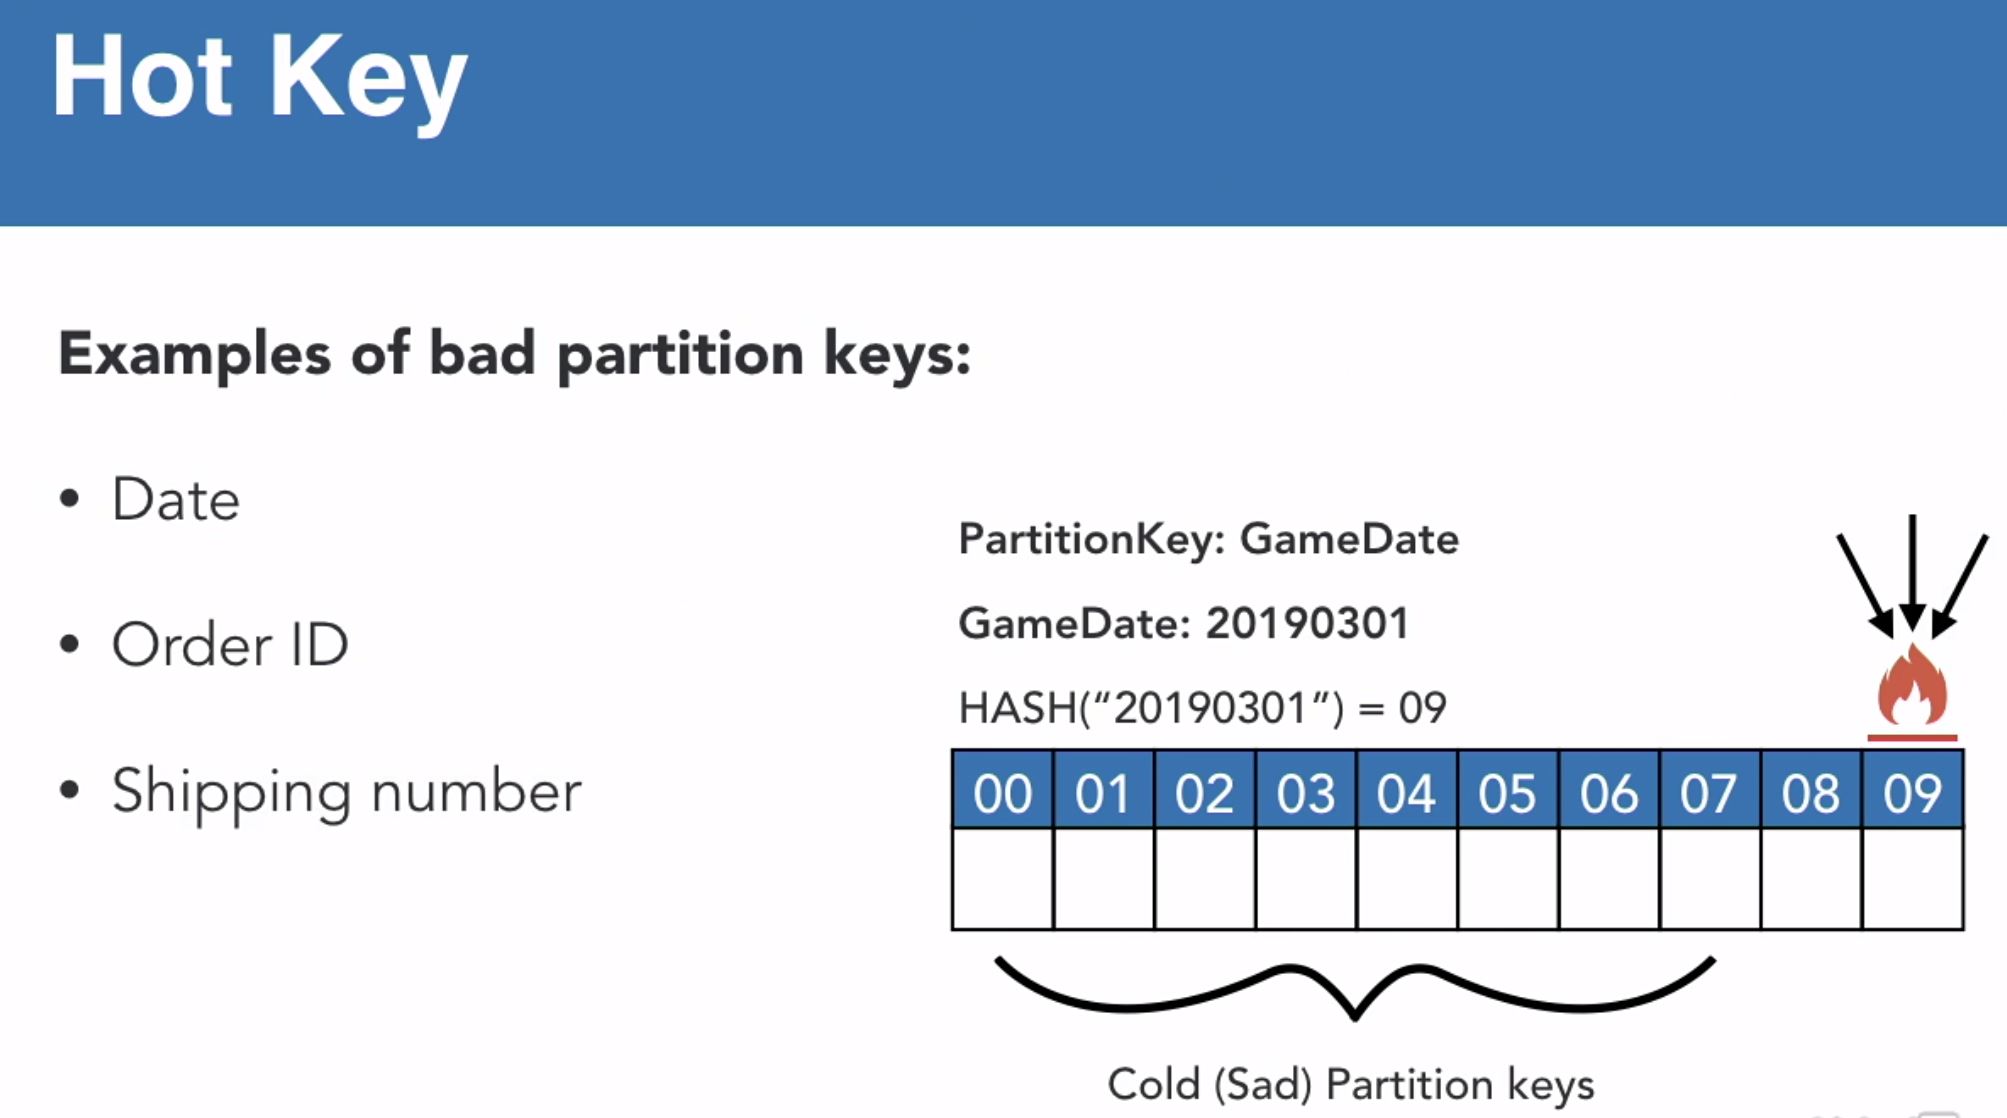 Hot Key
Examples of bad partition keys:
• Date
• Order ID
• Shipping number
PartitionKey: GameDate
GameDate: 20190301
HASH(“20190301”) = 09
00 01 02 03 04 05 06 07 08 09
Cold (Sad) Partition keys